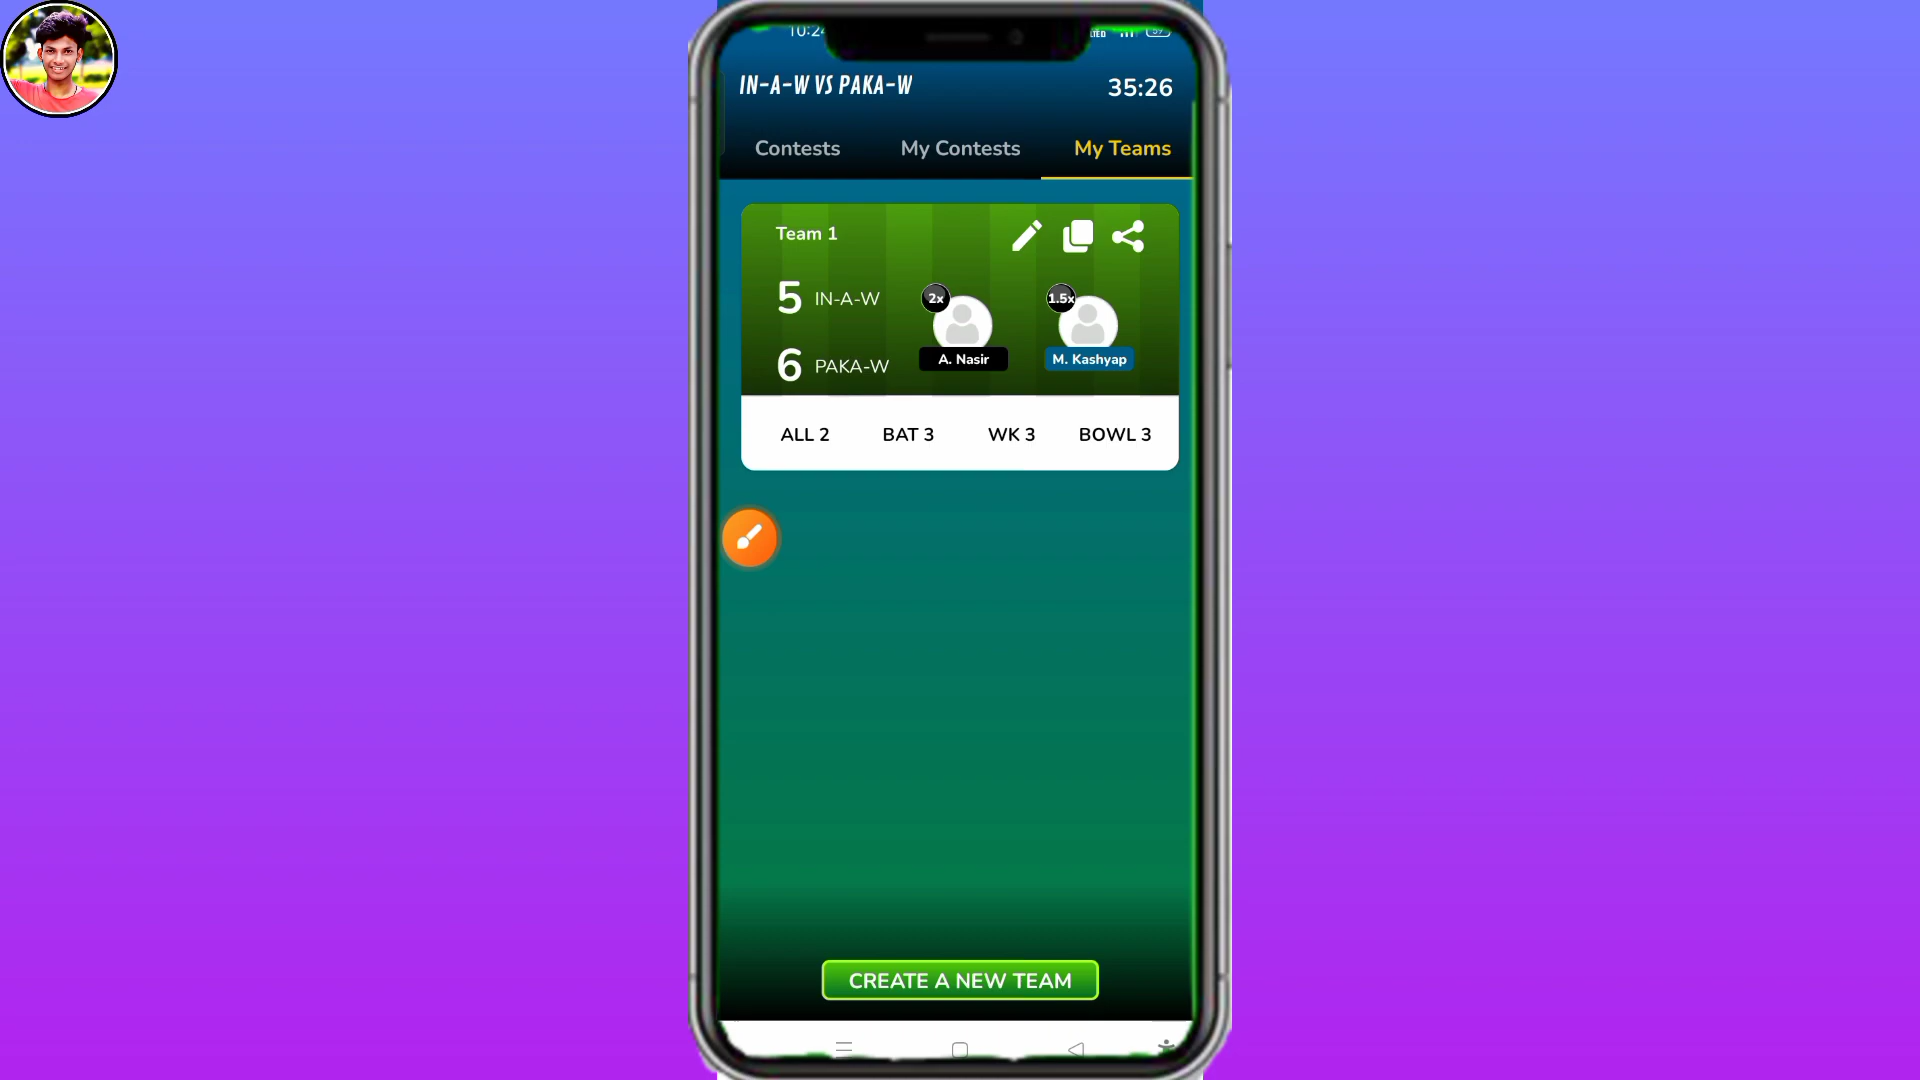 IN-A-W VS PAKA-W
35:26
Contests
My Contests
My Teams
Team 1
5 IN-A-W
6 PAKA-W
2x
A. Nasir
1.5x
M. Kashyap
ALL 2
BAT 3
WK 3
BOWL 3
CREATE A NEW TEAM